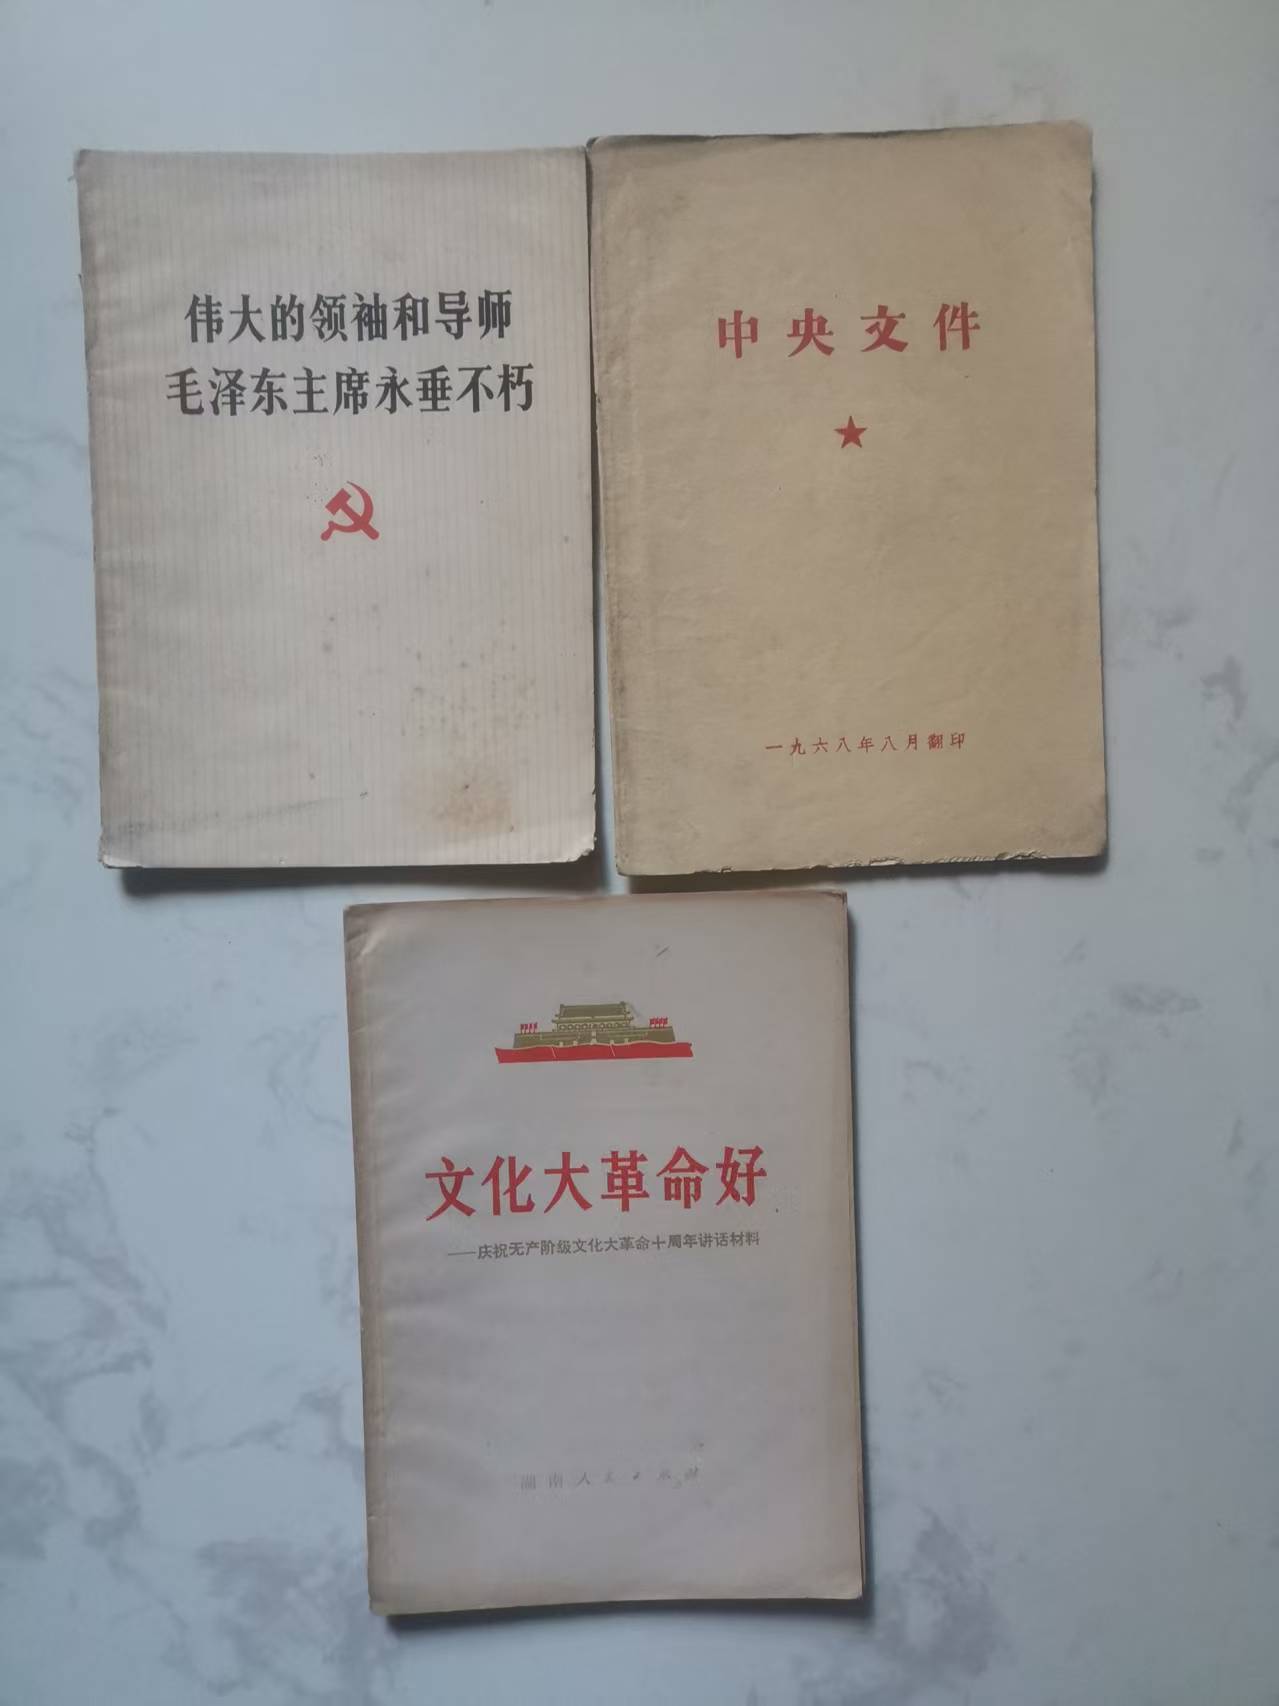 伟大的领袖和导师
毛泽东主席永垂不朽
中央文件
一九六八年八月翻印
文化大革命好
——庆祝无产阶级文化大革命十周年讲话材料
湖南人民出版社